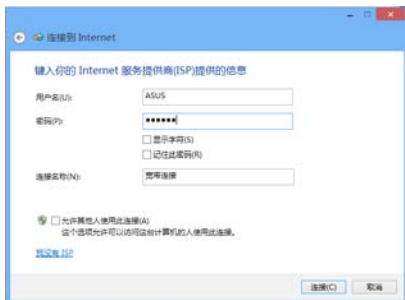 连接到 Internet
键入你的 Internet 服务提供商(ISP)提供的信息
用户名(U): ASUS
密码(P): ●●●●●●
显示字符(S)
记住此密码(R)
连接名称(N): 宽带连接
允许其他人使用此连接(A)
这个选项允许可以访问这台计算机的人使用此连接。
我没有 ISP
连接(C) 取消